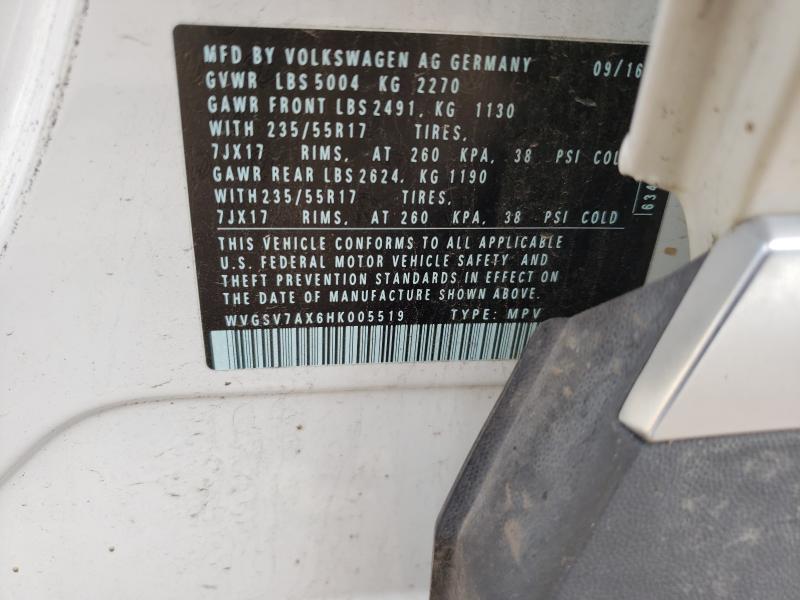 MFD BY VOLKSWAGEN AG GERMANY 09/16
GVWR LBS 5004 KG 2270
GAWR FRONT LBS 2491, KG 1130
WITH 235/55R17 TIRES,
7JX17 RIMS, AT 260 KPA, 38 PSI COLD
GAWR REAR LBS 2624, KG 1190
WITH 235/55R17 TIRES,
7JX17 RIMS, AT 260 KPA, 38 PSI COLD
THIS VEHICLE CONFORMS TO ALL APPLICABLE
U.S. FEDERAL MOTOR VEHICLE SAFETY AND
THEFT PREVENTION STANDARDS IN EFFECT ON
THE DATE OF MANUFACTURE SHOWN ABOVE.
WVGSV7AX6HK005519 TYPE: MPV
634